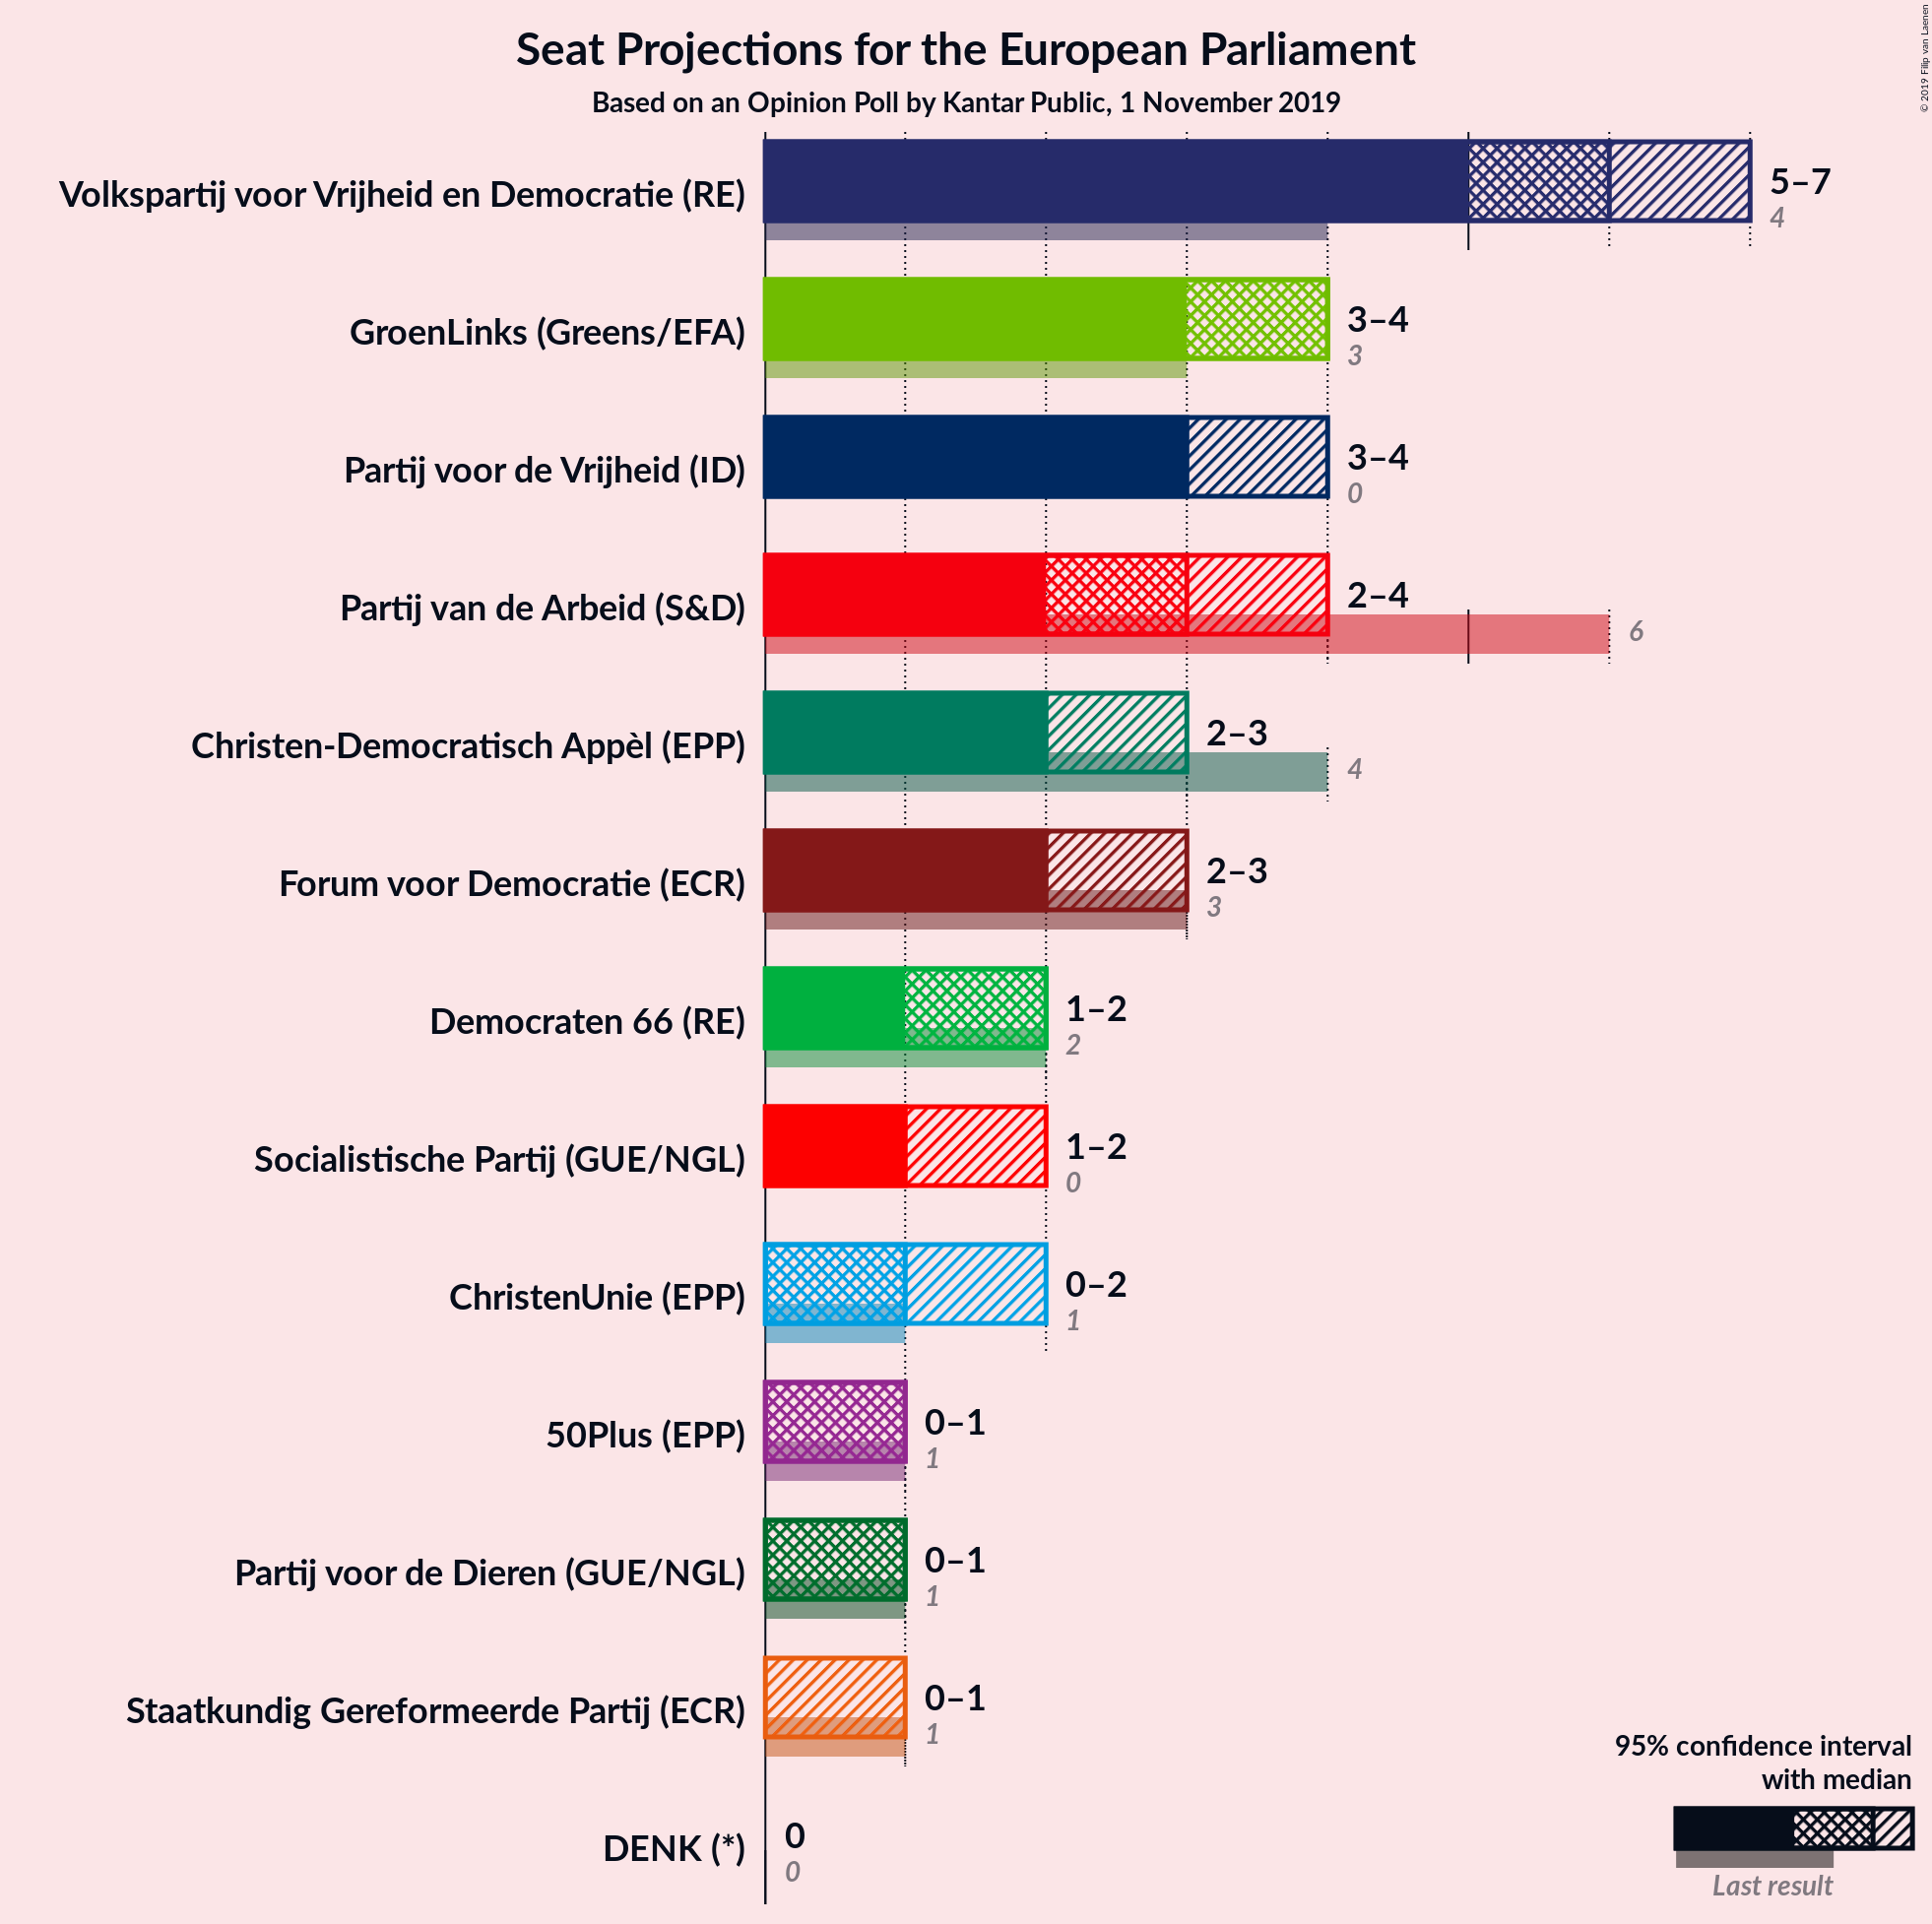 Seat Projections for the European Parliament
Based on an Opinion Poll by Kantar Public, 1 November 2019
© 2019 Filip van Laenen
Volkspartij voor Vrijheid en Democratie (RE)
5–7
4
GroenLinks (Greens/EFA)
3–4
3
Partij voor de Vrijheid (ID)
3–4
0
Partij van de Arbeid (S&D)
2–4
6
Christen-Democratisch Appèl (EPP)
2–3
4
Forum voor Democratie (ECR)
2–3
3
Democraten 66 (RE)
1–2
2
Socialistische Partij (GUE/NGL)
1–2
0
ChristenUnie (EPP)
0–2
1
50Plus (EPP)
0–1
1
Partij voor de Dieren (GUE/NGL)
0–1
1
Staatkundig Gereformeerde Partij (ECR)
0–1
1
DENK (*)
0
0
95% confidence interval
with median
Last result